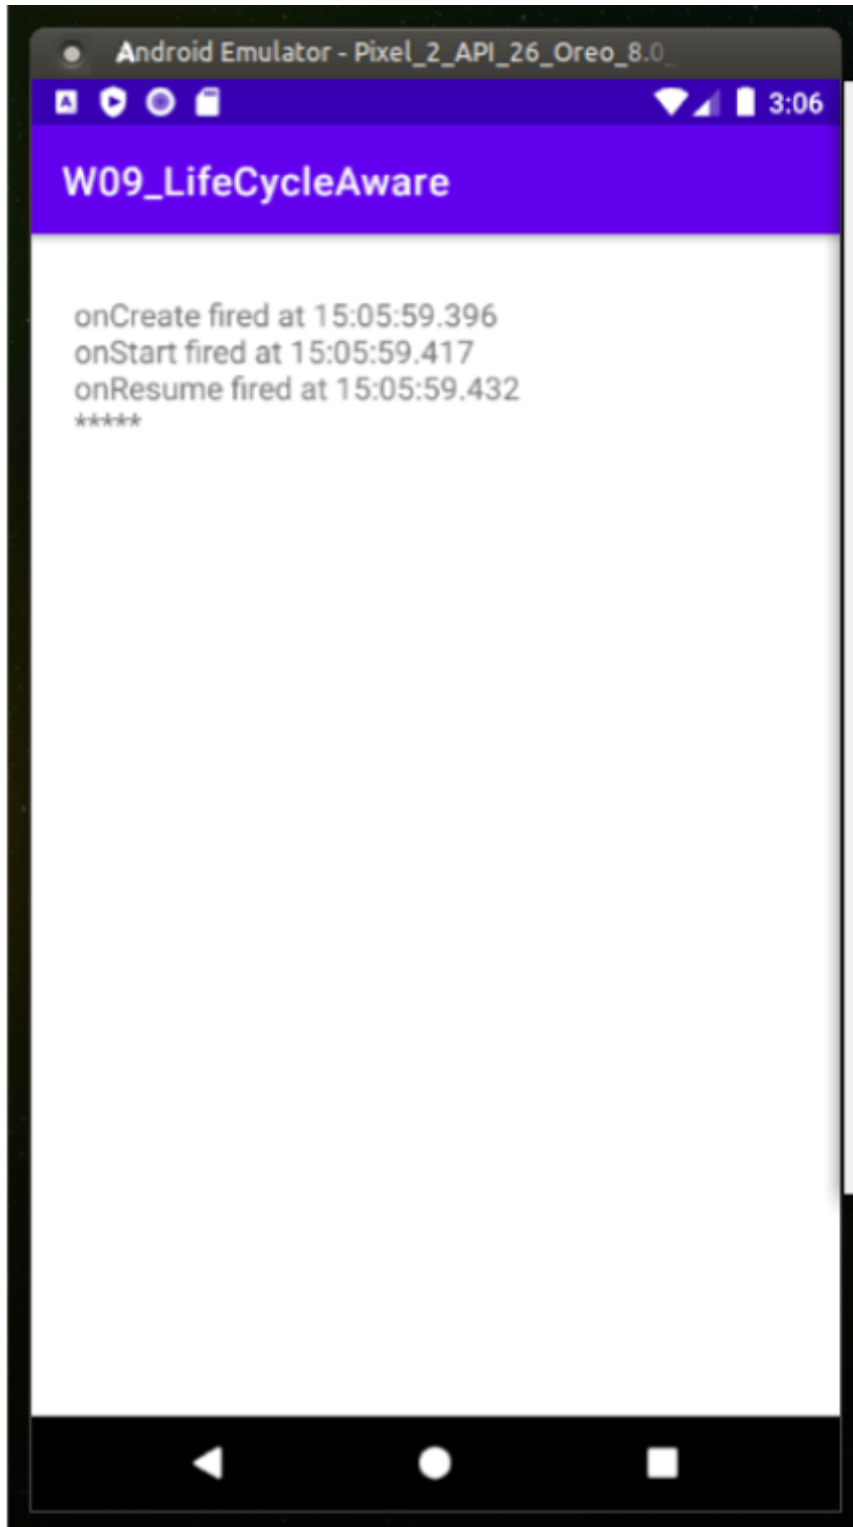 Android Emulator - Pixel_2_API_26_Oreo_8.0_
3:06
W09_LifeCycleAware
onCreate fired at 15:05:59.396
onStart fired at 15:05:59.417
onResume fired at 15:05:59.432
*****